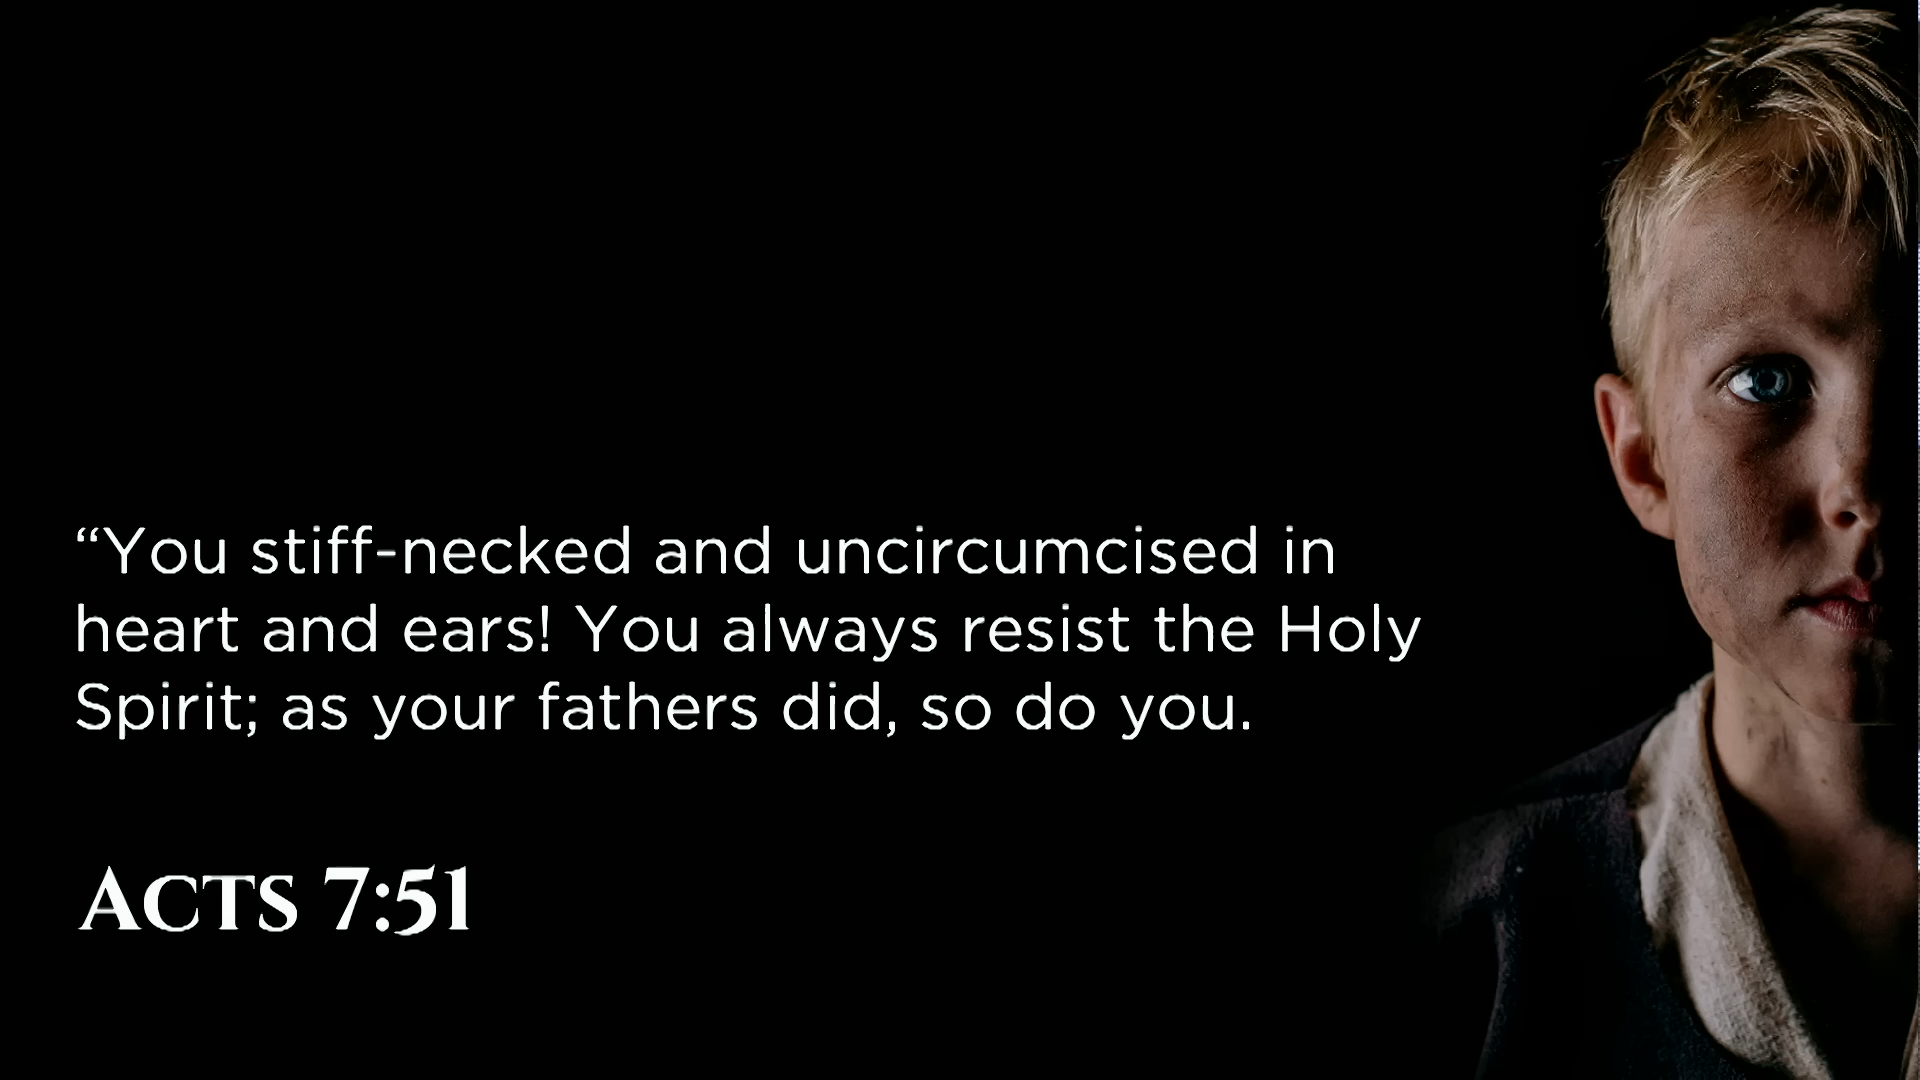 “You stiff-necked and uncircumcised in
heart and ears! You always resist the Holy
Spirit; as your fathers did, so do you.
Acts 7:51